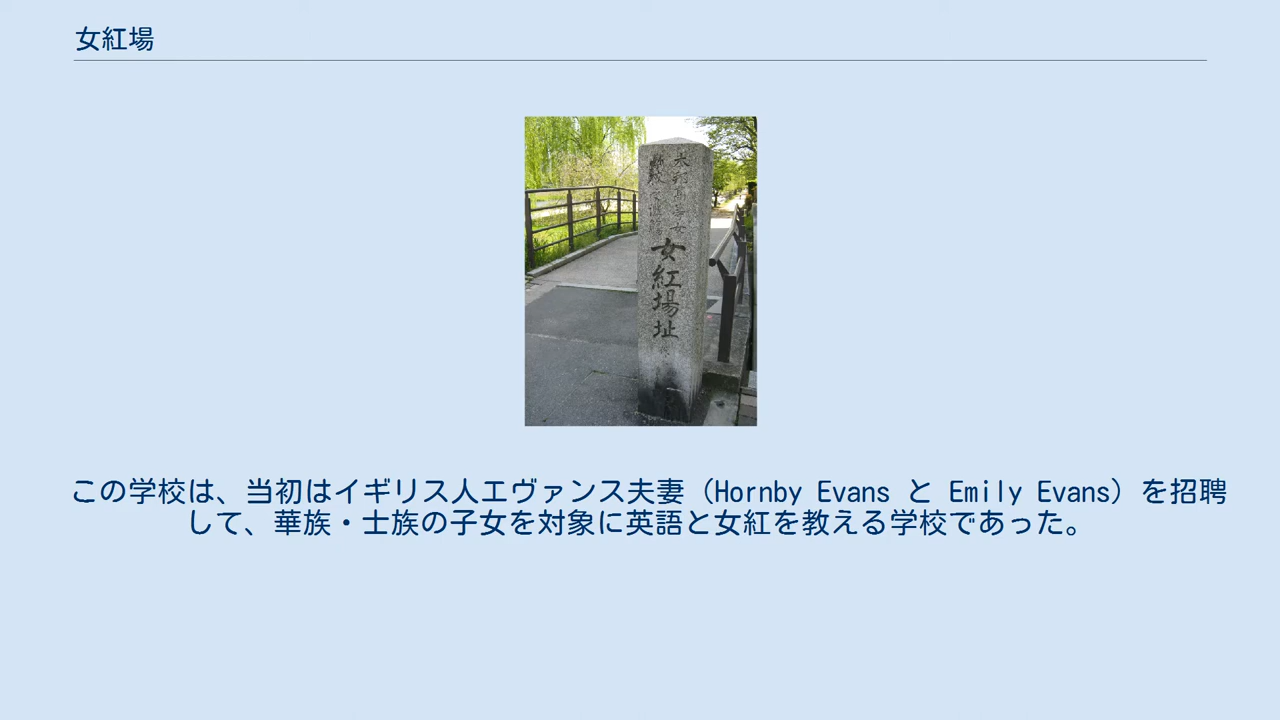 女紅場
女紅場址
この学校は、当初はイギリス人エヴァンス夫妻（Hornby Evans と Emily Evans）を招聘
して、華族・士族の子女を対象に英語と女紅を教える学校であった。